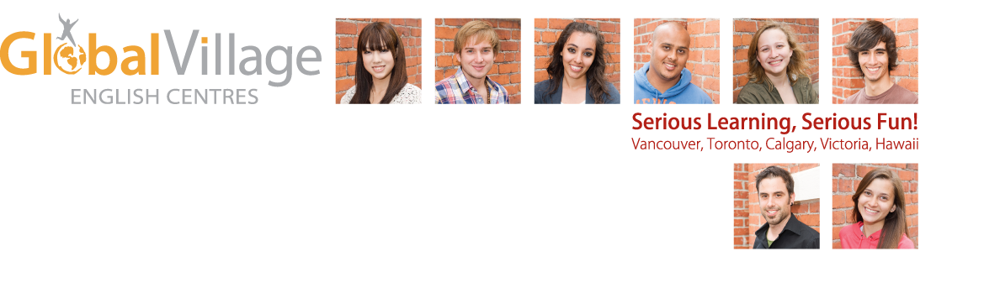 GlobalVillage
ENGLISH CENTRES
Serious Learning, Serious Fun!
Vancouver, Toronto, Calgary, Victoria, Hawaii